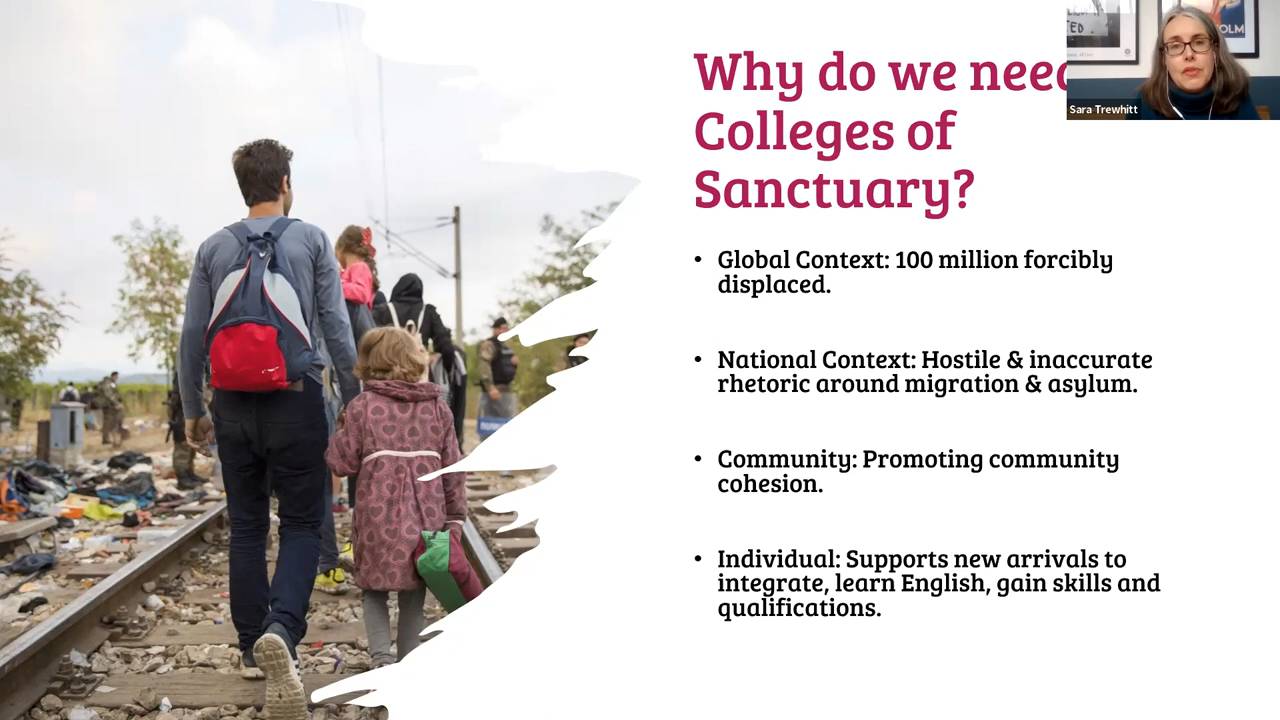 Why do we need
Colleges of
Sanctuary?
TED.
OLM
Sara Trewhitt
• Global Context: 100 million forcibly
displaced.
• National Context: Hostile & inaccurate
rhetoric around migration & asylum.
• Community: Promoting community
cohesion.
• Individual: Supports new arrivals to
integrate, learn English, gain skills and
qualifications.